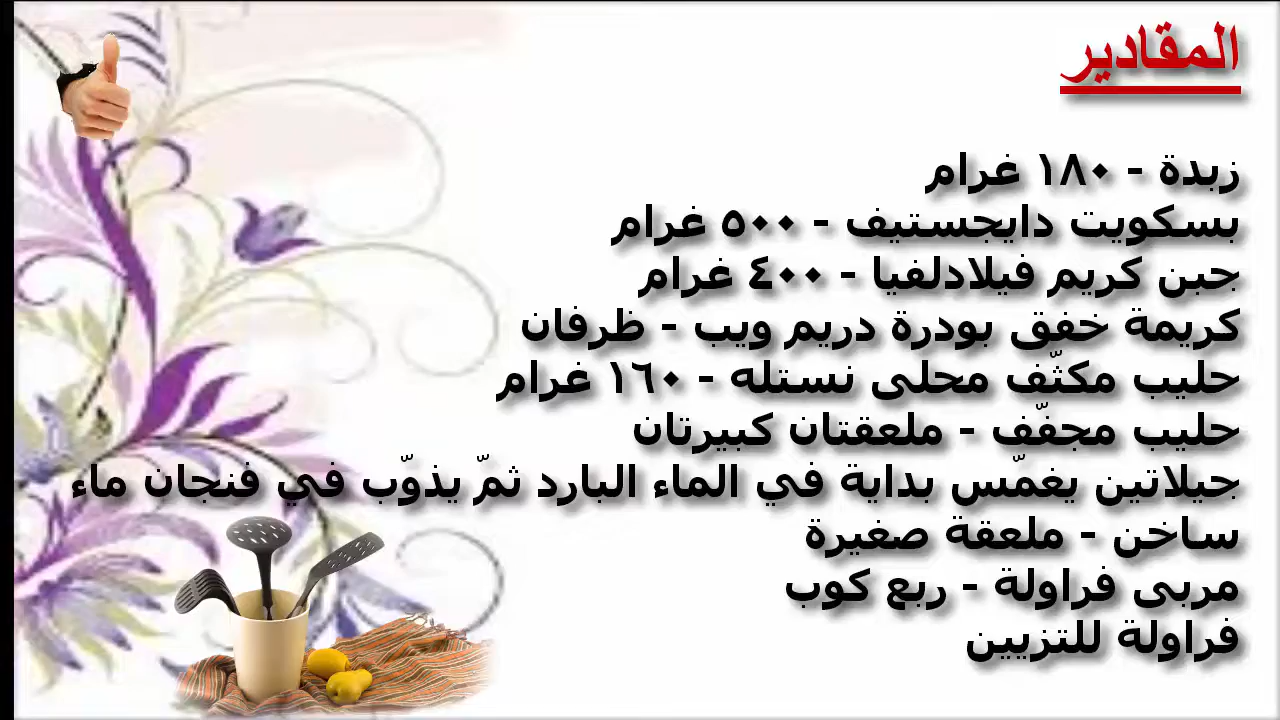 المقادير
زبدة - ١٨٠ غرام
بسكويت دايجستيف - ٥٠٠ غرام
جبن كريم فيلادلفيا - ٤٠٠ غرام
كريمة خفق بودرة دريم ويب - ظرفان
حليب مكثّف محلى نستله - ١٦٠ غرام
حليب مجفّف - ملعقتان كبيرتان
جيلاتين يغمّس بداية في الماء البارد ثمّ يذوّب في فنجان ماء
ساخن - ملعقة صغيرة
مربى فراولة - ربع كوب
فراولة للتزيين